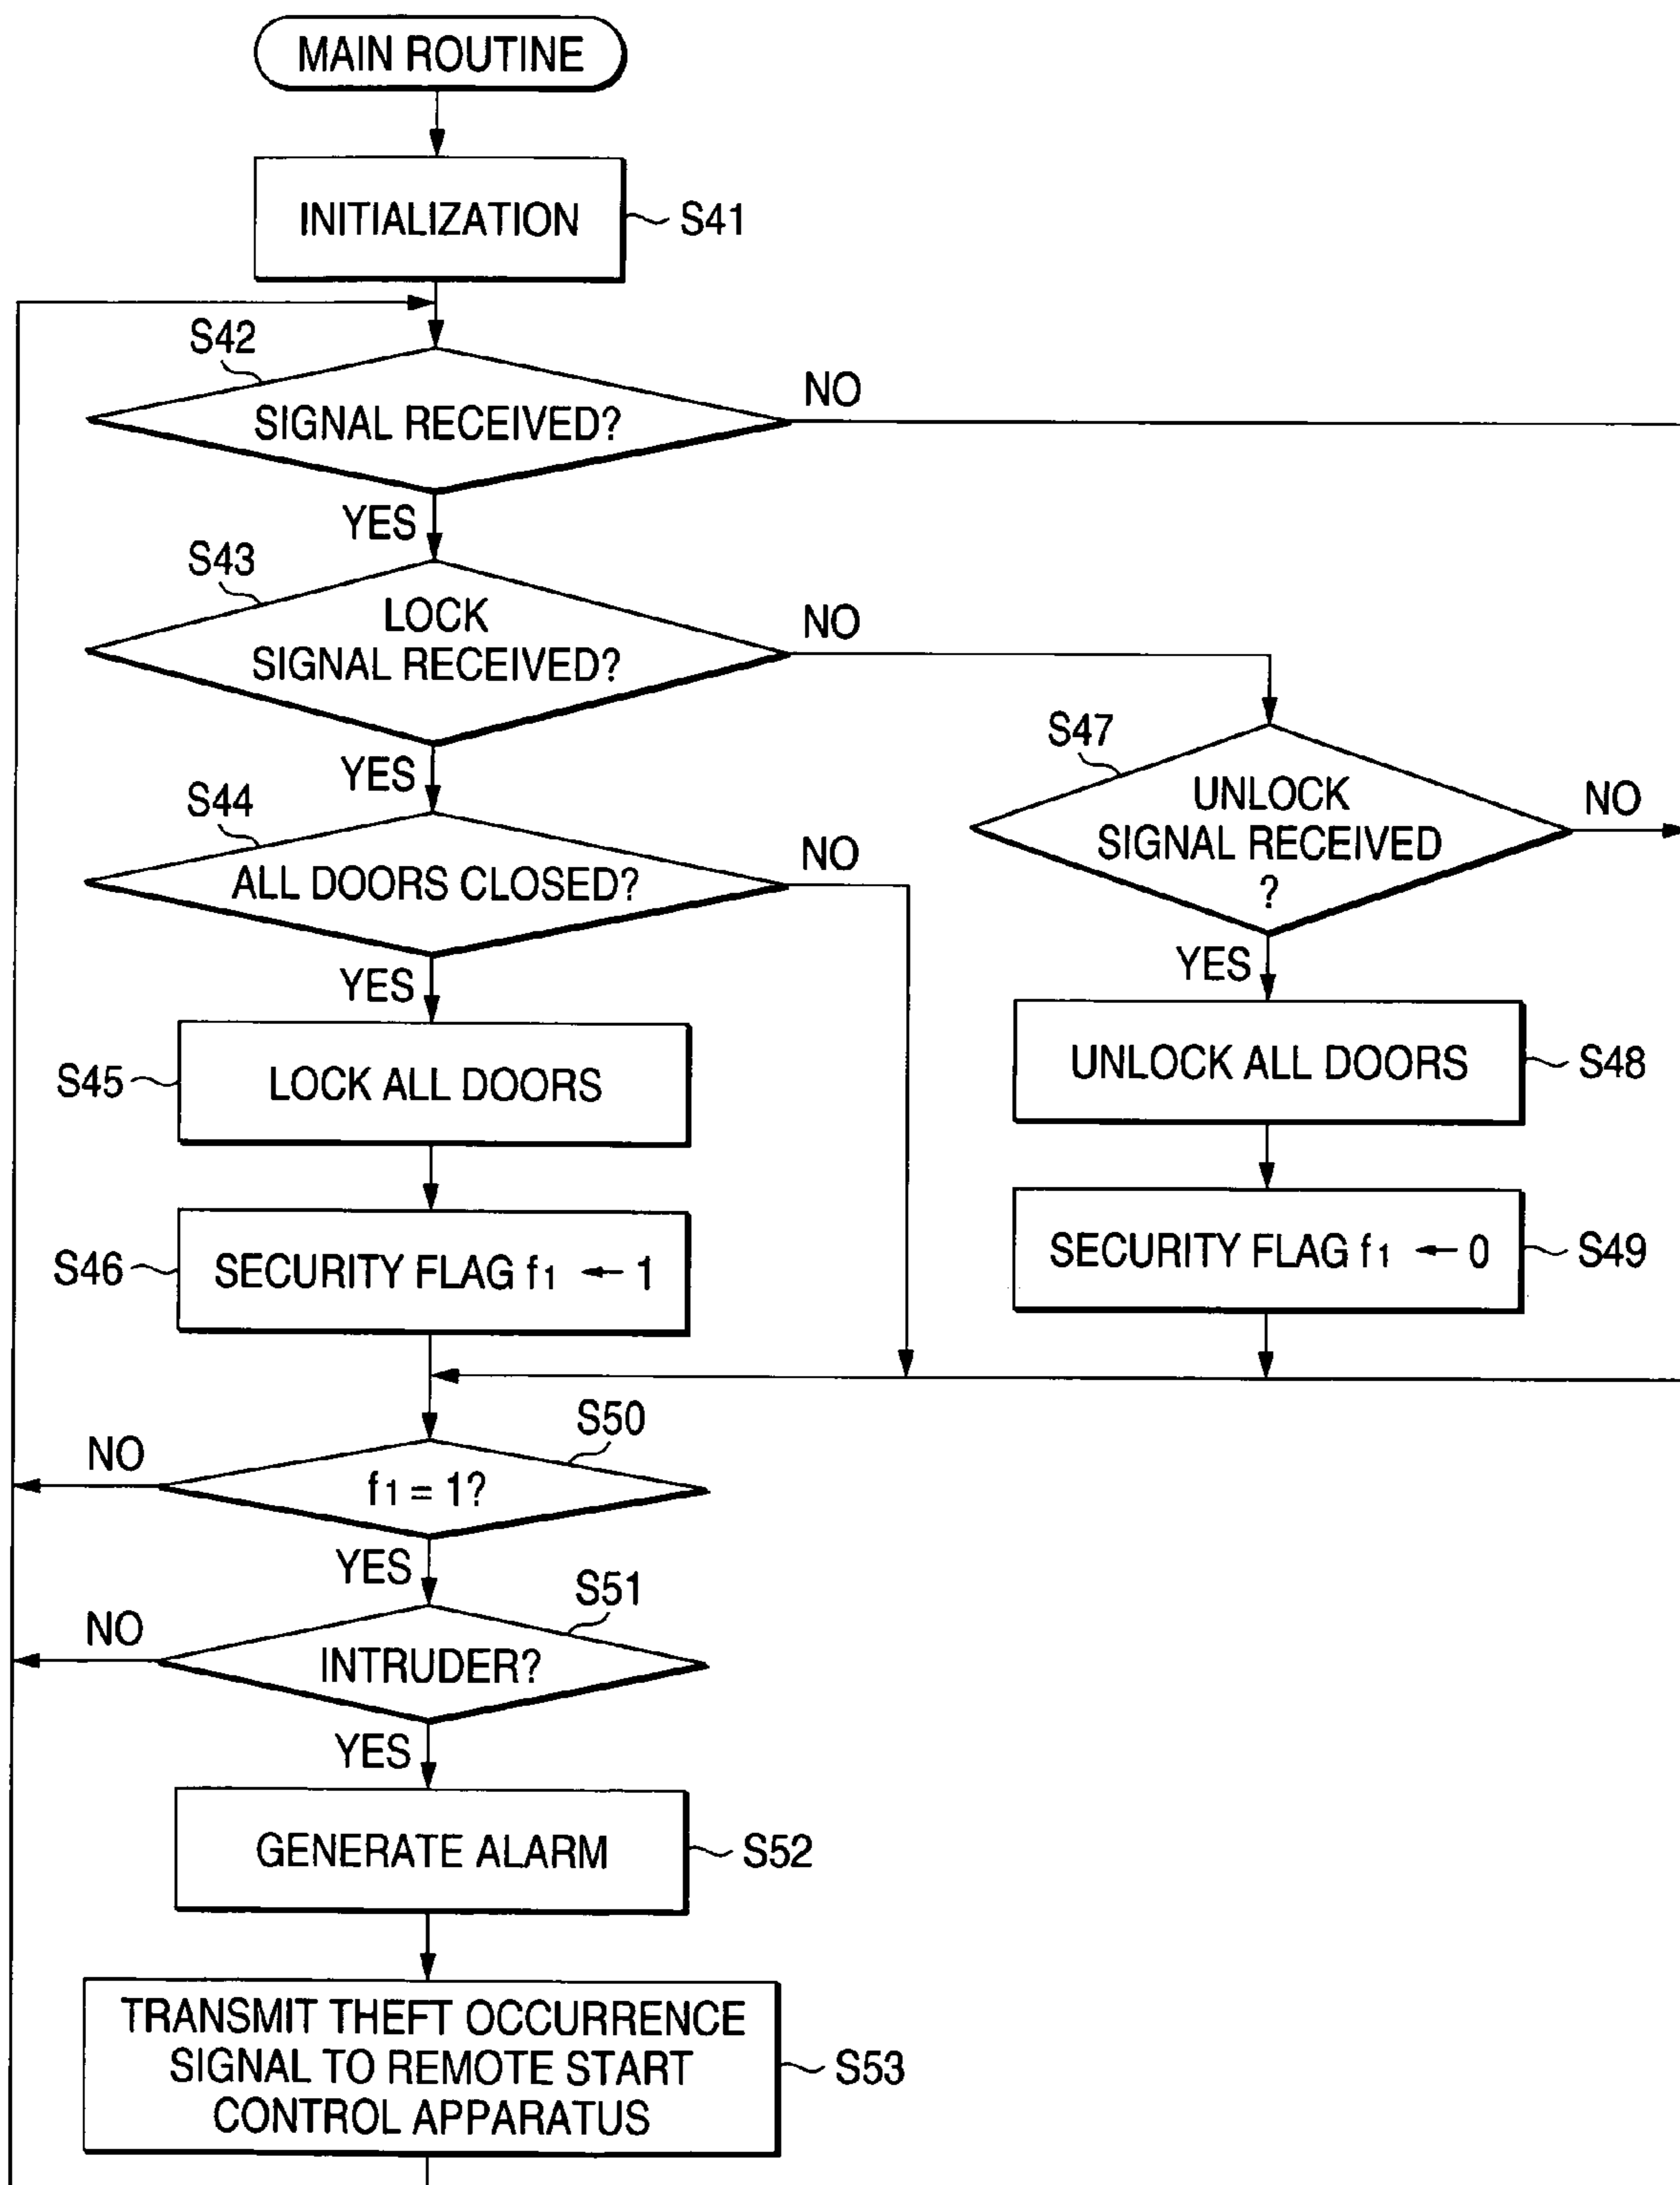 MAIN ROUTINE
INITIALIZATION
S41
S42
SIGNAL RECEIVED?
NO
YES
S43
LOCK
SIGNAL RECEIVED?
NO
YES
S47
UNLOCK
SIGNAL RECEIVED
?
NO
YES
S44
ALL DOORS CLOSED?
NO
YES
S45
LOCK ALL DOORS
UNLOCK ALL DOORS
S48
S46
SECURITY FLAG f1 ← 1
SECURITY FLAG f1 ← 0
S49
S50
f1 = 1?
NO
YES
S51
INTRUDER?
NO
YES
GENERATE ALARM
S52
TRANSMIT THEFT OCCURRENCE
SIGNAL TO REMOTE START
CONTROL APPARATUS
S53